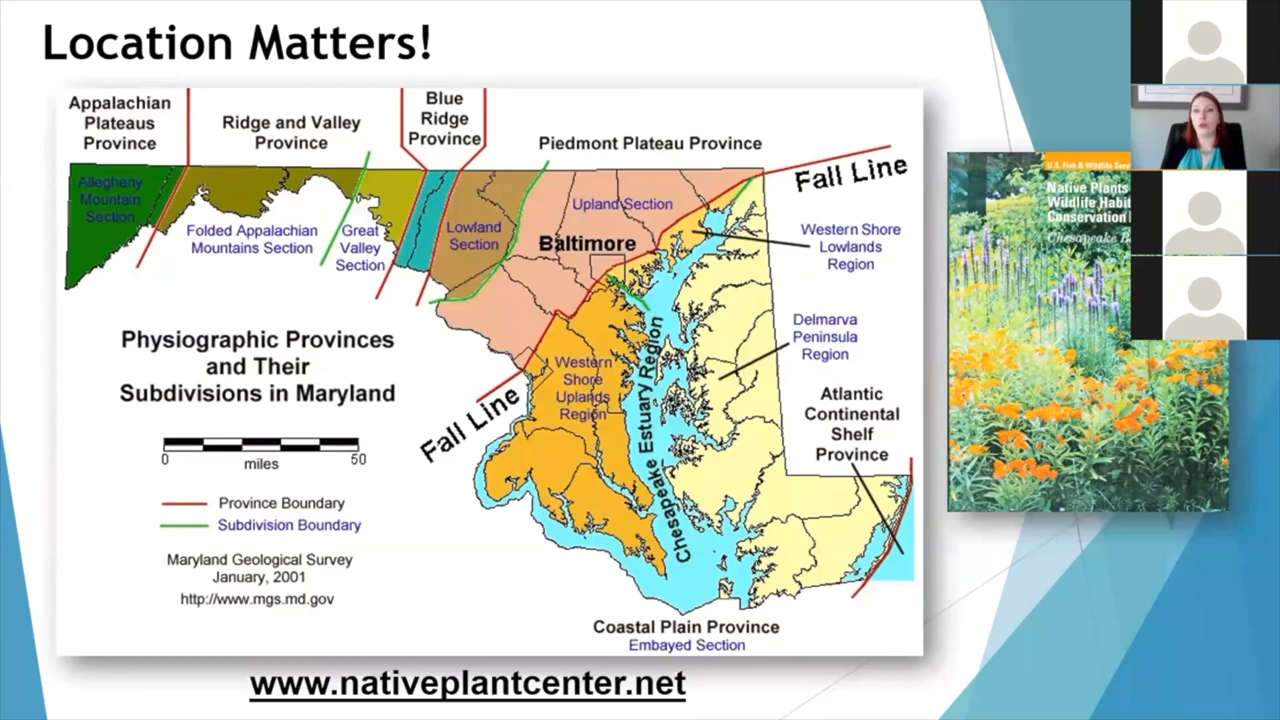 Location Matters!
Appalachian
Plateaus
Province
Ridge and Valley
Province
Blue
Ridge
Province
Piedmont Plateau Province
Fall Line
Allegheny
Mountain
Section
Folded Appalachian
Mountains Section
Great
Valley
Section
Lowland
Section
Upland Section
Baltimore
Western Shore
Lowlands
Region
Delmarva
Peninsula
Region
Western
Shore
Uplands
Region
Chesapeake Estuary Region
Fall Line
Atlantic
Continental
Shelf
Province
Physiographic Provinces
and Their
Subdivisions in Maryland
0 50
miles
Province Boundary
Subdivision Boundary
Maryland Geological Survey
January, 2001
http://www.mgs.md.gov
Coastal Plain Province
Embayed Section
www.nativeplantcenter.net
U.S. Fish & Wildlife
Native Plants
Wildlife
Conservation
Chesapeake